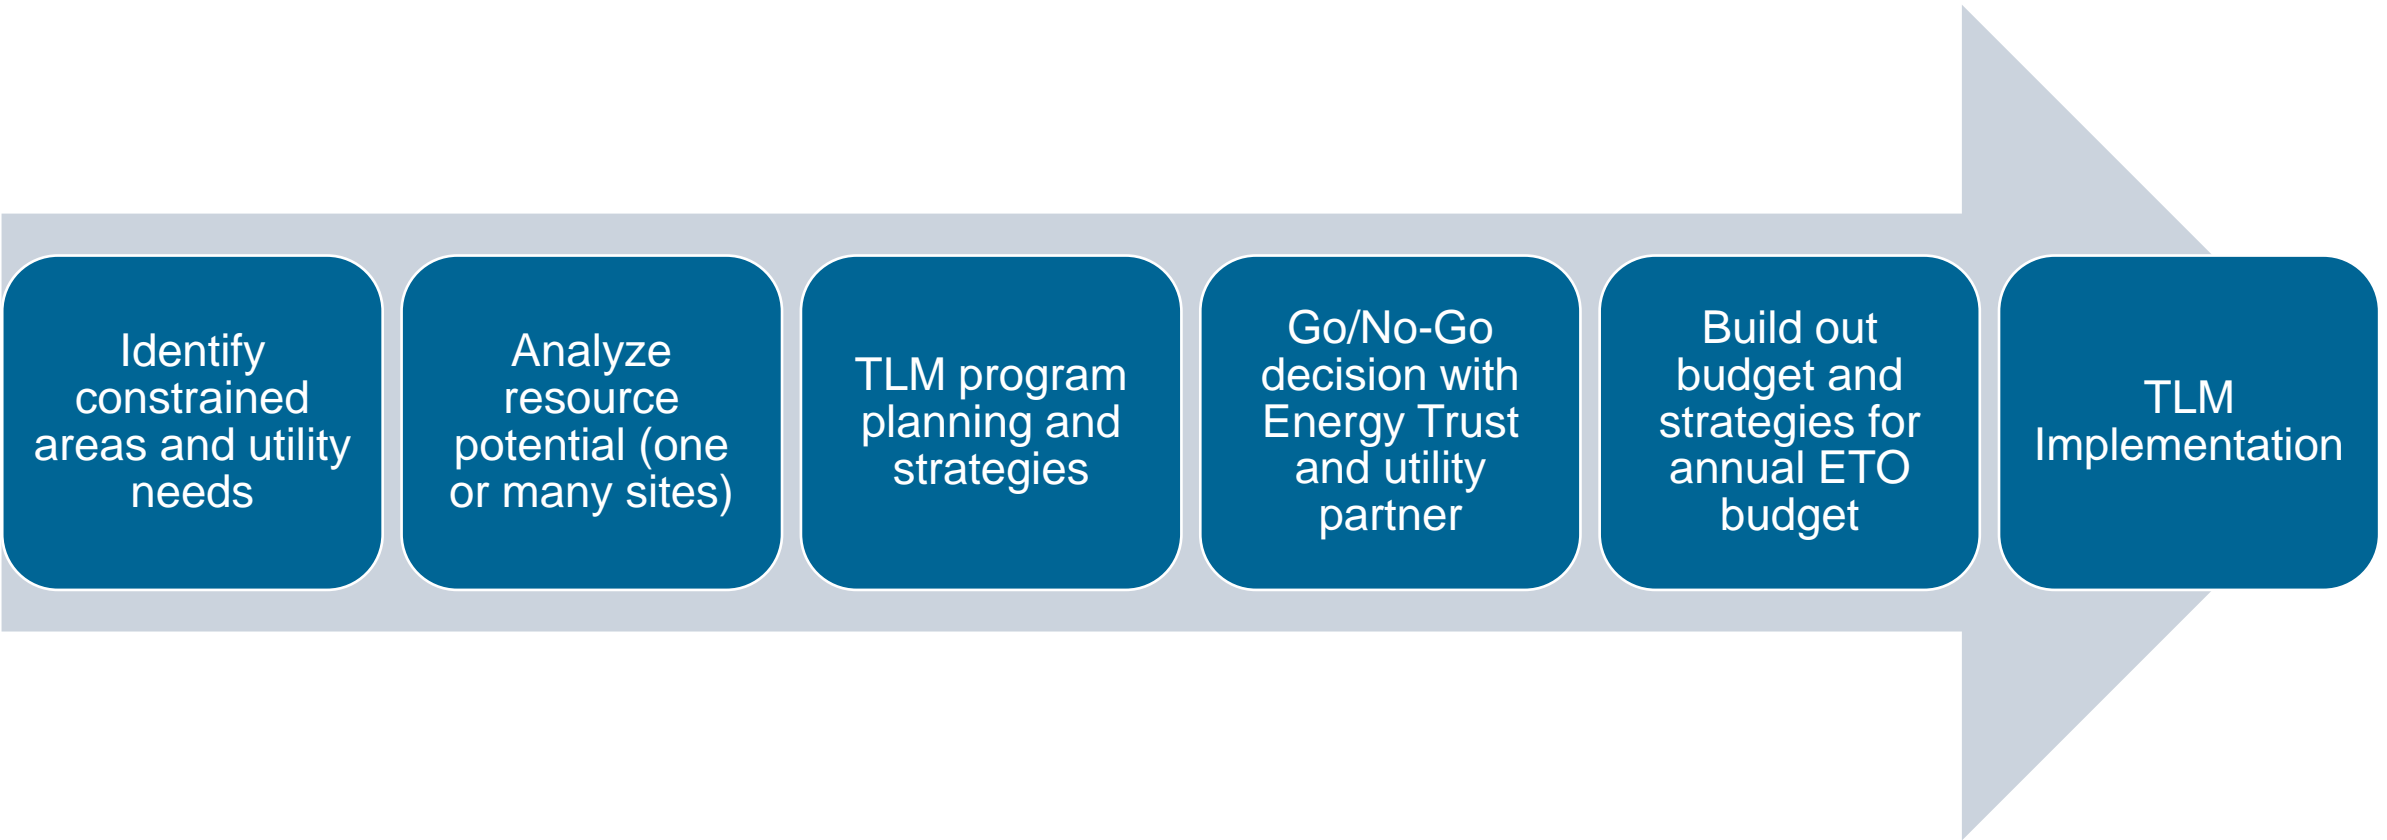 Identify
constrained
areas and utility
needs
Analyze
resource
potential (one
or many sites)
TLM program
planning and
strategies
Go/No-Go
decision with
Energy Trust
and utility
partner
Build out
budget and
strategies for
annual ETO
budget
TLM
Implementation